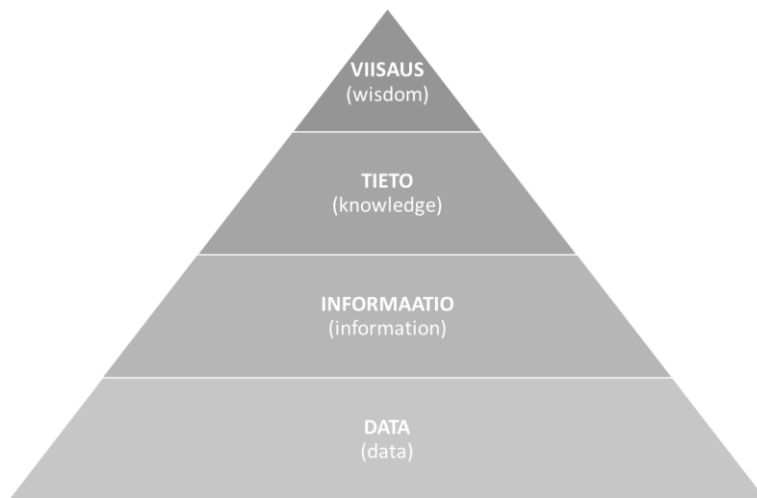 VIISAUS
(wisdom)
TIETO
(knowledge)
INFORMAATIO
(information)
DATA
(data)